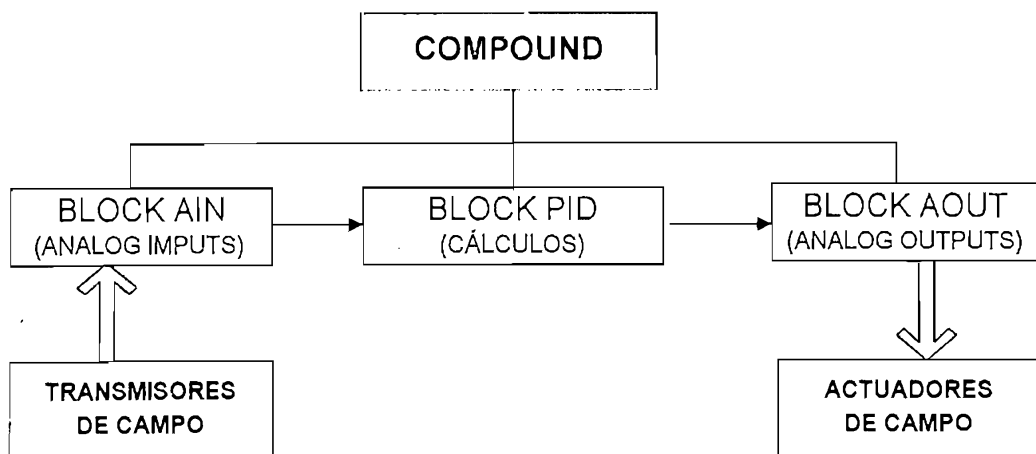 COMPOUND
BLOCK AIN
(ANALOG IMPUTS)
BLOCK PID
(CÁLCULOS)
BLOCK AOUT
(ANALOG OUTPUTS)
TRANSMISORES
DE CAMPO
ACTUADORES
DE CAMPO